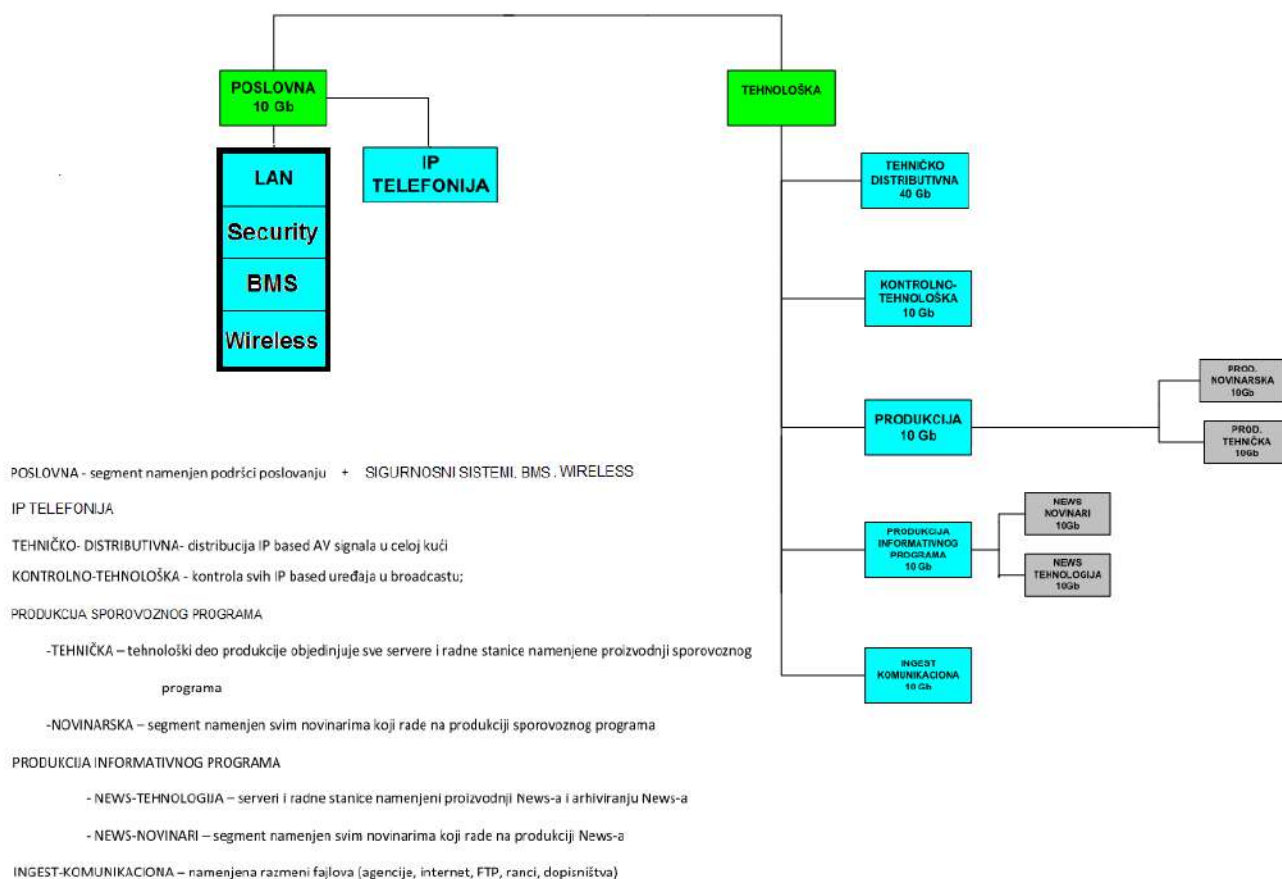 POSLOVNA
10 Gb
TEHNOLOŠKA
LAN
Security
BMS
Wireless
IP
TELEFONIJA
TEHNIČKO
DISTRIBUTIVNA
40 Gb
KONTROLNO-
TEHNOLOŠKA
10 Gb
PRODUKCIJA
10 Gb
PROD.
NOVINARSKA
10Gb
PROD.
TEHNIČKA
10Gb
PRODUKCIJA
INFORMATIVNOG
PROGRAMA
10 Gb
NEWS
NOVINARI
10Gb
NEWS
TEHNOLOGIJA
10Gb
INGEST
KOMUNIKACIONA
10 Gb
POSLOVNA - segment namenjen podršci poslovanju + SIGURNOSNI SISTEMI, BMS , WIRELESS
IP TELEFONIJA
TEHNIČKO- DISTRIBUTIVNA- distribucija IP based AV signala u celoj kući
KONTROLNO-TEHNOLOŠKA - kontrola svih IP based uređaja u broadcastu;
PRODUKCIJA SPOROVOZNOG PROGRAMA
-TEHNIČKA – tehnološki deo produkcije objedinjuje sve servere i radne stanice namenjene proizvodnji sporovoznog
programa
-NOVINARSKA – segment namenjen svim novinarima koji rade na produkciji sporovoznog programa
PRODUKCIJA INFORMATIVNOG PROGRAMA
- NEWS-TEHNOLOGIJA – serveri i radne stanice namenjeni proizvodnji News-a i arhiviranju News-a
- NEWS-NOVINARI – segment namenjen svim novinarima koji rade na produkciji News-a
INGEST-KOMUNIKACIONA – namenjena razmeni fajlova (agencije, internet, FTP, ranci, dopisništva)